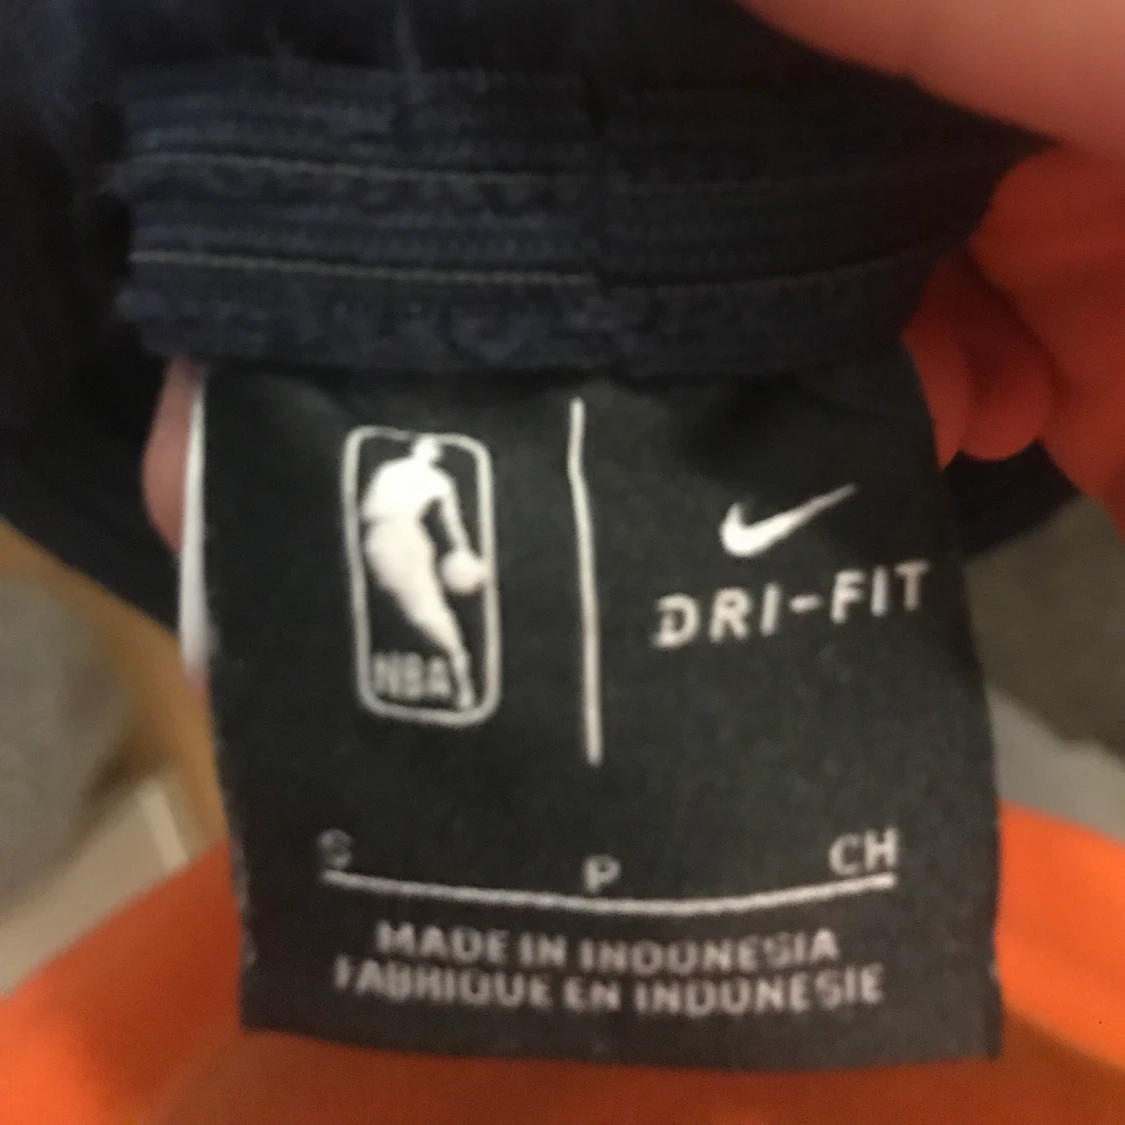 NBA
DRI-FIT
S P CH
MADE IN INDONESIA
FABRIQUE EN INDONESIE